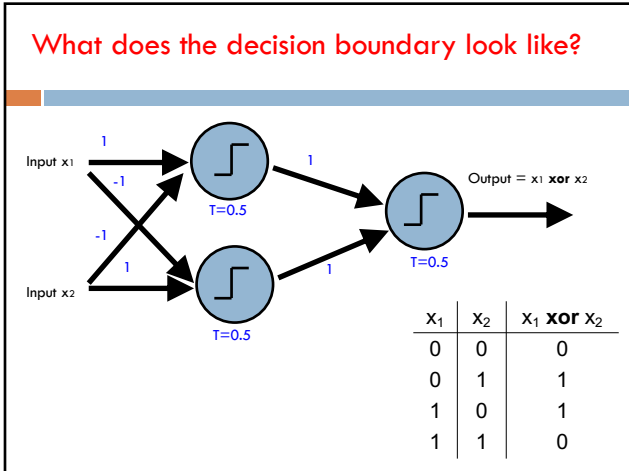 What does the decision boundary look like?
1
Input x₁
-1
1
Output = x₁ xor x₂
T=0.5
-1
1
T=0.5
1
Input x₂
T=0.5
x₁ x₂ x₁ xor x₂
0 0 0
0 1 1
1 0 1
1 1 0